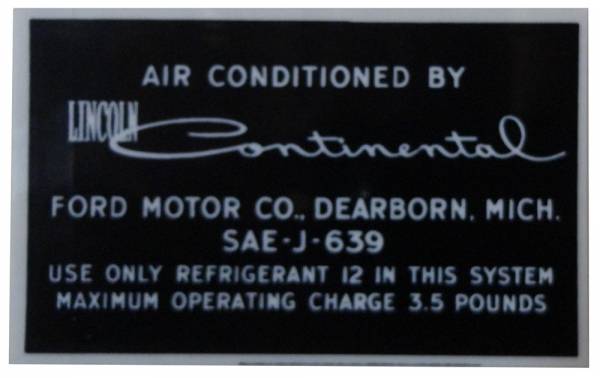 AIR CONDITIONED BY
LINCOLN Continental
FORD MOTOR CO., DEARBORN, MICH.
SAE-J-639
USE ONLY REFRIGERANT 12 IN THIS SYSTEM
MAXIMUM OPERATING CHARGE 3.5 POUNDS